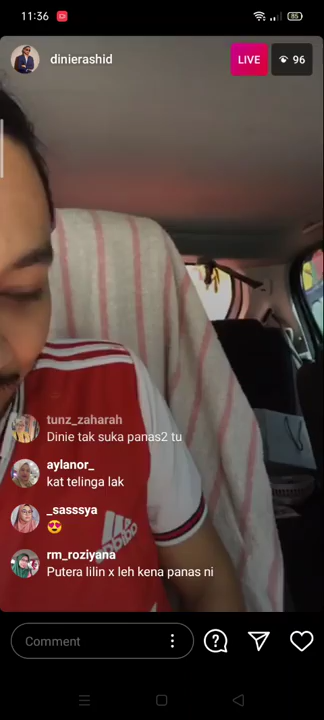 11:36
85
dinierashid
LIVE
96
tunz_zaharah
Dinie tak suka panas2 tu
aylanor_
kat telinga lak
_sasssya
😍
rm_roziyana
Putera lilin x leh kena panas ni
Comment